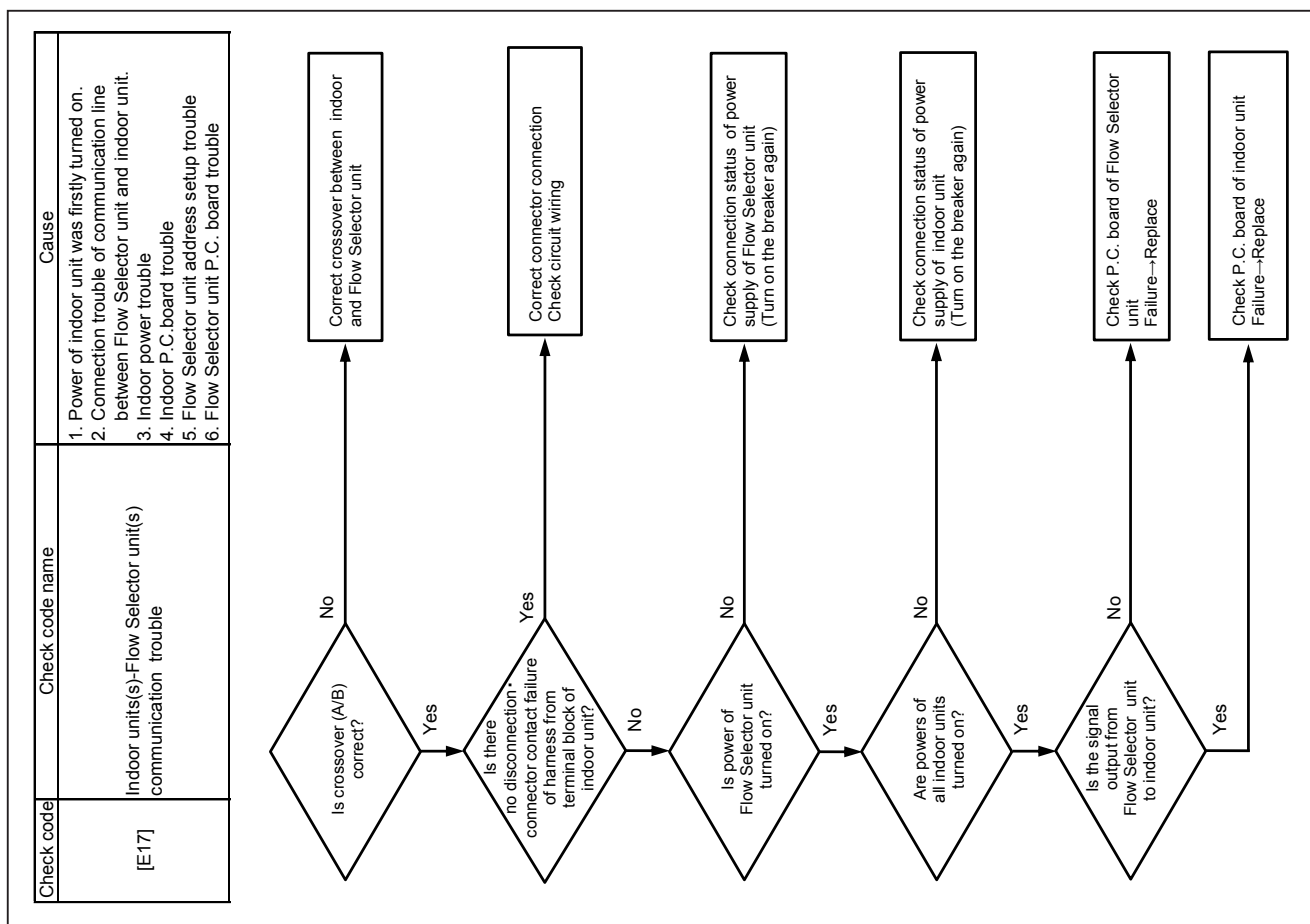 Check code
Check code name
Cause
[E17]
Indoor units(s)-Flow Selector unit(s)
communication trouble
1. Power of indoor unit was firstly turned on.
2. Connection trouble of communication line
between Flow Selector unit and indoor unit.
3. Indoor power trouble
4. Indoor P.C.board trouble
5. Flow Selector unit address setup trouble
6. Flow Selector unit P.C. board trouble
Is crossover (A/B)
correct?
No
Correct crossover between indoor
and Flow Selector unit
Yes
Is there
no disconnection•
connector contact failure
of harness from
terminal block of
indoor unit?
Yes
Correct connector connection
Check circuit wiring
No
Is power of
Flow Selector unit
turned on?
No
Check connection status of power
supply of Flow Selector unit
(Turn on the breaker again)
Yes
Are powers of
all indoor units
turned on?
No
Check connection status of power
supply of indoor unit
(Turn on the breaker again)
Yes
Is the signal
output from
Flow Selector unit
to indoor unit?
No
Check P.C. board of Flow Selector
unit
Failure→Replace
Yes
Check P.C. board of indoor unit
Failure→Replace